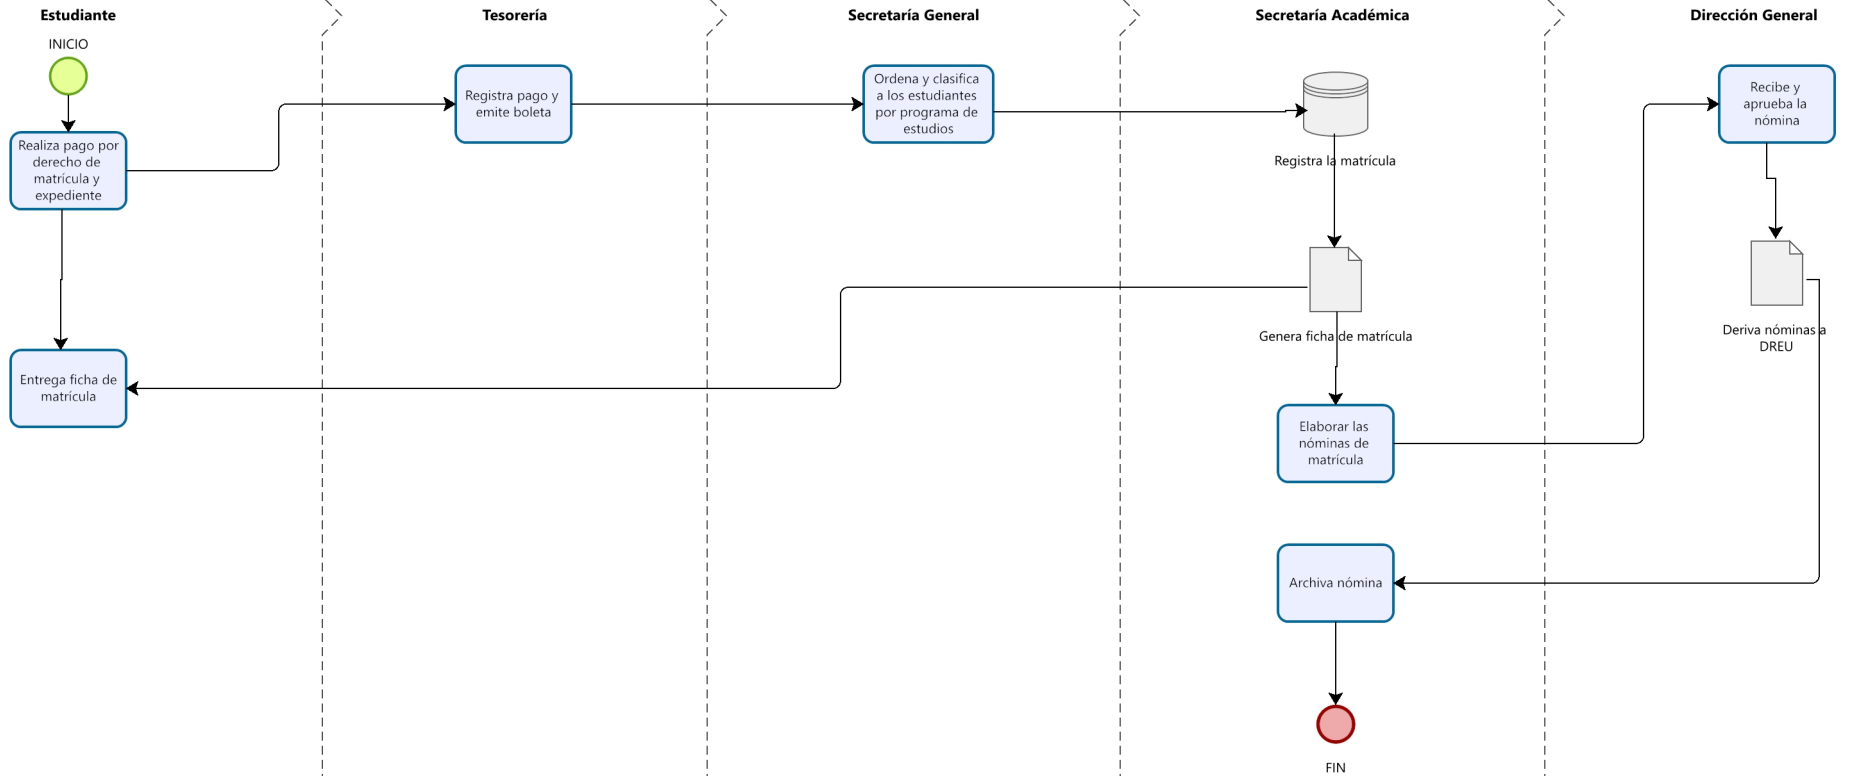 Estudiante
Tesorería
Secretaría General
Secretaría Académica
Dirección General
INICIO
Realiza pago por
derecho de
matrícula y
expediente
Registra pago y
emite boleta
Ordena y clasifica
a los estudiantes
por programa de
estudios
Registra la matrícula
Recibe y
aprueba la
nómina
Genera ficha de matrícula
Deriva nóminas a
DREU
Entrega ficha de
matrícula
Elaborar las
nóminas de
matrícula
Archiva nómina
FIN